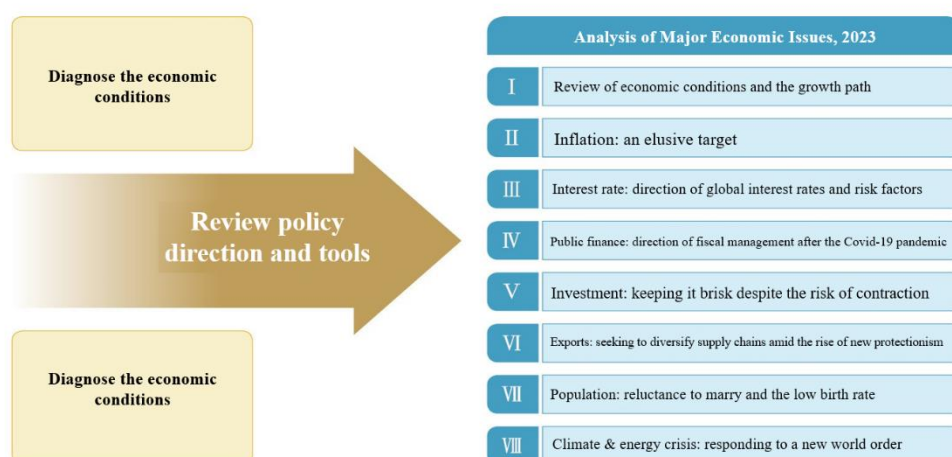 Diagnose the economic
conditions
Review policy
direction and tools
Diagnose the economic
conditions
Analysis of Major Economic Issues, 2023
I Review of economic conditions and the growth path
II Inflation: an elusive target
III Interest rate: direction of global interest rates and risk factors
IV Public finance: direction of fiscal management after the Covid-19 pandemic
V Investment: keeping it brisk despite the risk of contraction
VI Exports: seeking to diversify supply chains amid the rise of new protectionism
VII Population: reluctance to marry and the low birth rate
VIII Climate & energy crisis: responding to a new world order